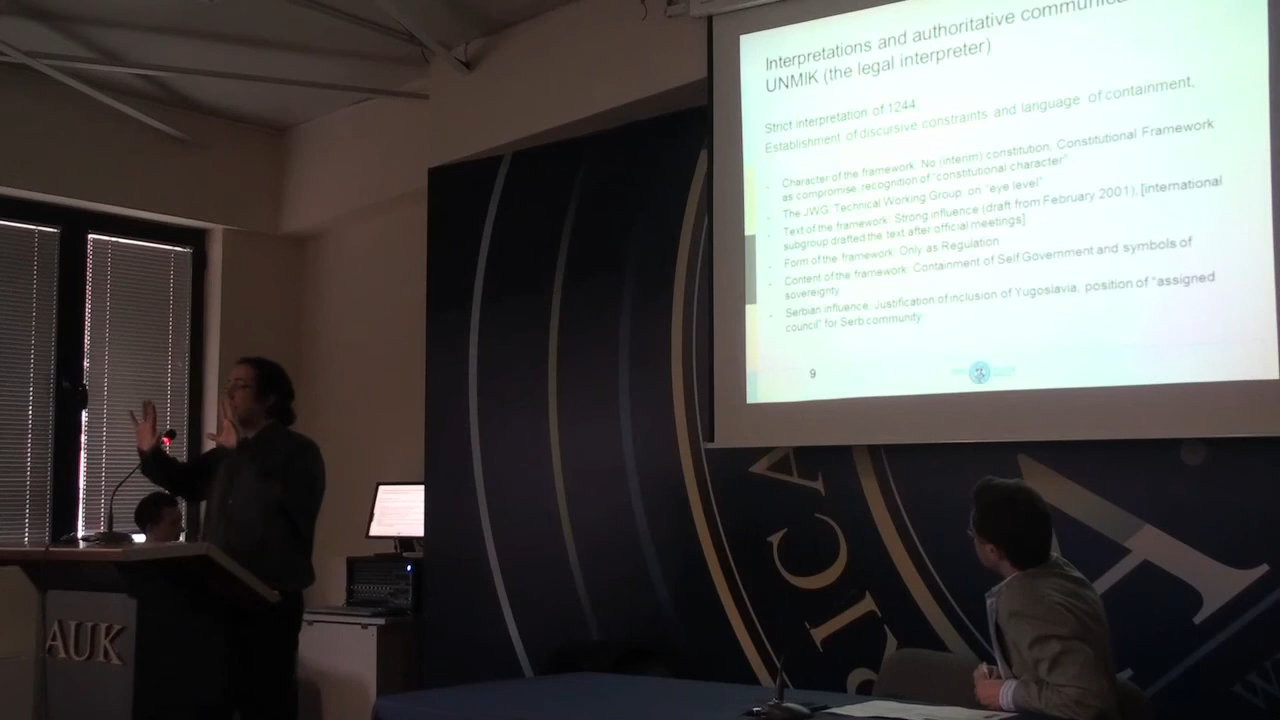 Interpretations and authoritative communica
UNMIK (the legal interpreter)
Strict interpretation of 1244
Establishment of discursive constraints and language of containment,
- Character of the framework: No (interim) constitution, Constitutional Framework
as compromise: recognition of "constitutional character"
- The JWG: Technical Working Group: on "eye level"
- Text of the framework: Strong influence (draft from February 2001), [international
subgroup drafted the text after official meetings]
- Form of the framework: Only as Regulation
- Content of the framework: Containment of Self Government and symbols of
sovereignty
- Serbian influence: Justification of inclusion of Yugoslavia, position of "assigned
council" for Serb community
9
AUK
RICA